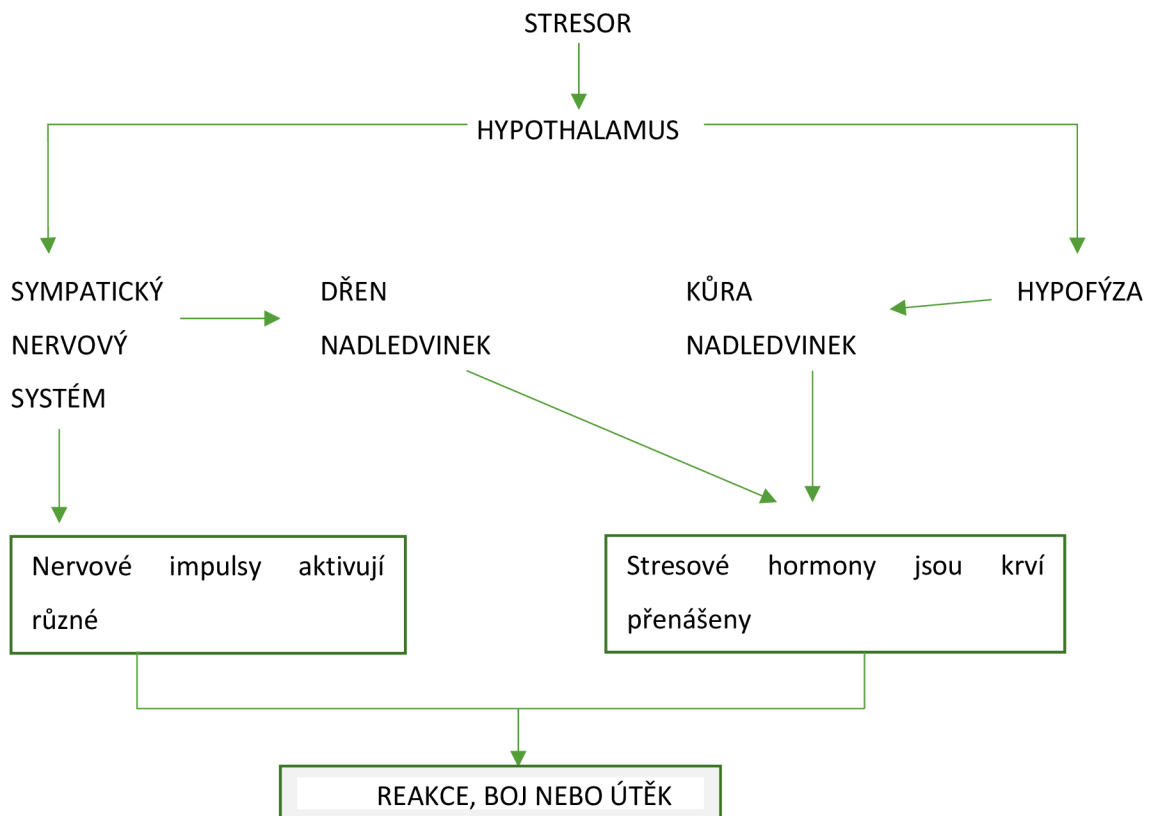 STRESOR
HYPOTHALAMUS
SYMPATICKÝ
NERVOVÝ
SYSTÉM
DŘEN
NADLEDVINEK
KŮRA
NADLEDVINEK
HYPOFÝZA
Nervové impulsy aktivují
různé
Stresové hormony jsou krví
přenášeny
REAKCE, BOJ NEBO ÚTĚK